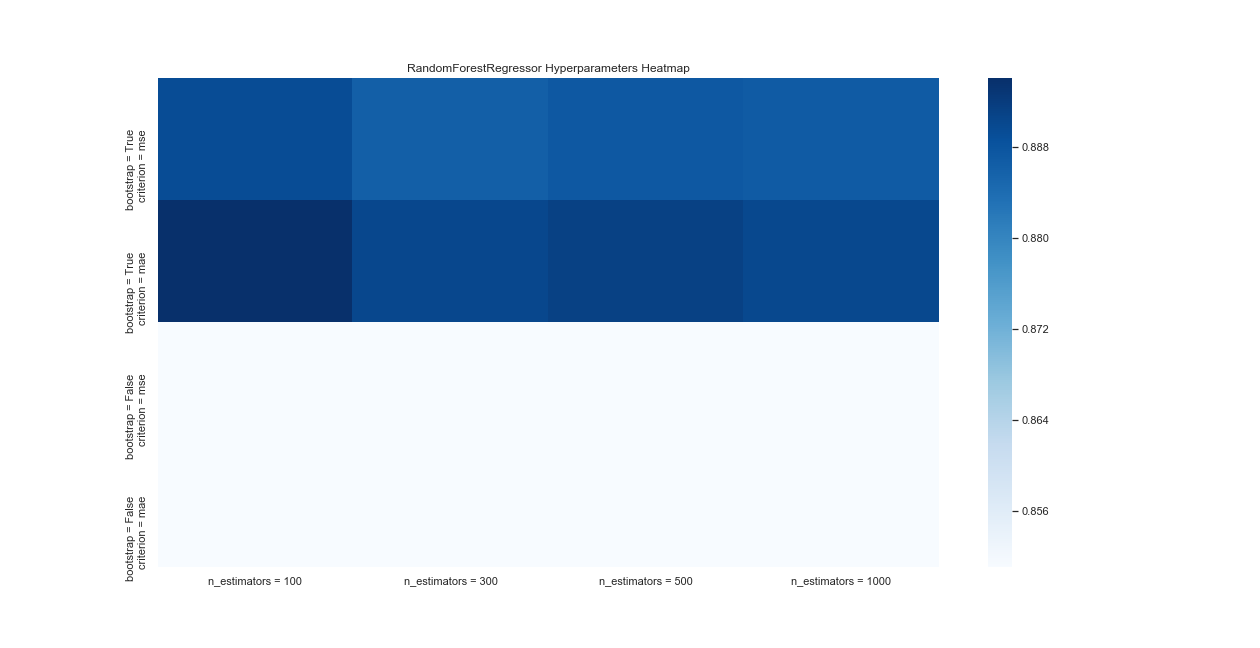 RandomForestRegressor Hyperparameters Heatmap
bootstrap = True
criterion = mse
bootstrap = True
criterion = mae
bootstrap = False
criterion = mse
bootstrap = False
criterion = mae
n_estimators = 100
n_estimators = 300
n_estimators = 500
n_estimators = 1000
0.888
0.880
0.872
0.864
0.856